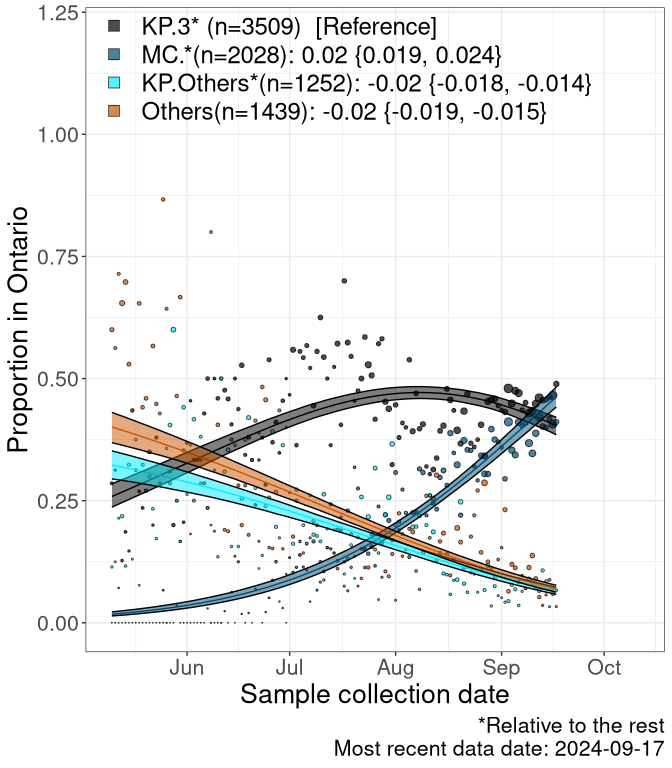 KP.3* (n=3509)  [Reference]
MC.*(n=2028): 0.02 {0.019, 0.024}
KP.Others*(n=1252): -0.02 {-0.018, -0.014}
Others(n=1439): -0.02 {-0.019, -0.015}
1.25
1.00
0.75
0.50
0.25
0.00
Proportion in Ontario
Jun Jul Aug Sep Oct
Sample collection date
*Relative to the rest
Most recent data date: 2024-09-17